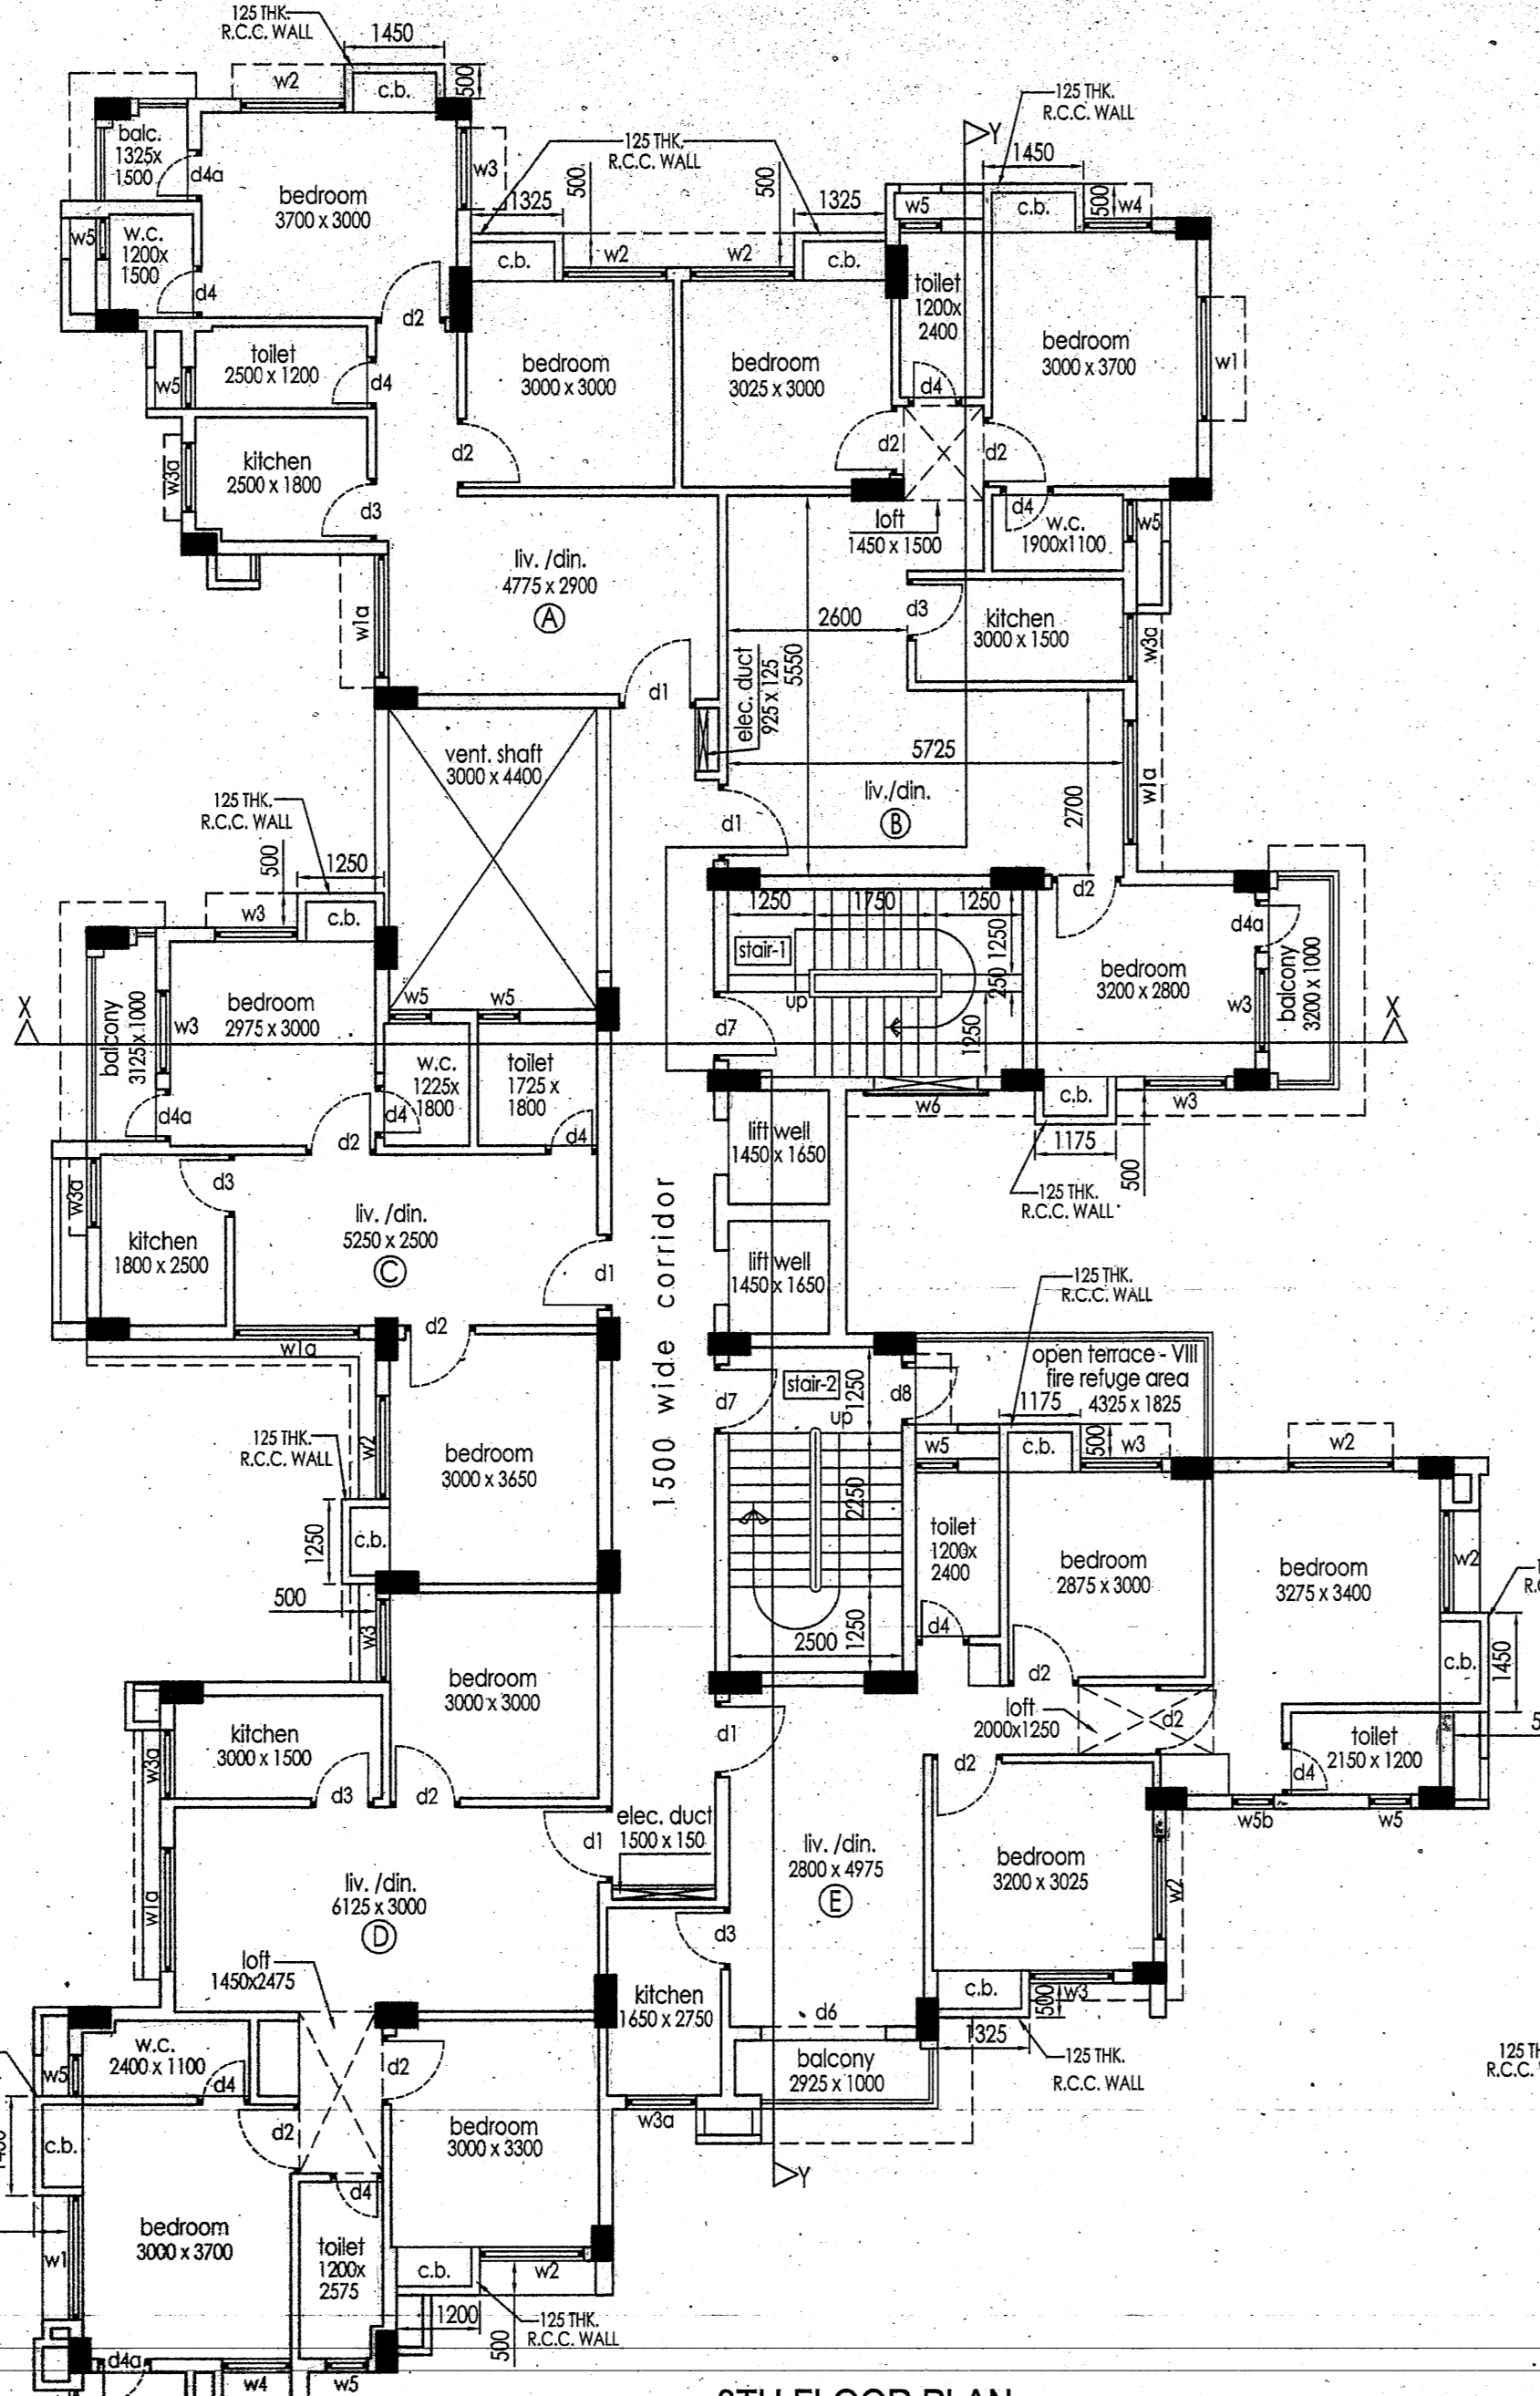 125 THK.
R.C.C. WALL
1450
w2
c.b.
500
balc.
1325x
1500
d4a
bedroom
3700 x 3000
w3
w5
w.c.
1200x
1500
d4
d2
125 THK.
R.C.C. WALL
1325
500
500
1325
c.b.
w2
w2
c.b.
Y
125 THK.
R.C.C. WALL
1450
w5
c.b.
500
w4
toilet
1200x
2400
d4
bedroom
3000 x 3700
w1
toilet
2500 x 1200
d4
w5
bedroom
3000 x 3000
d2
bedroom
3025 x 3000
d2
d2
kitchen
2500 x 1800
w3a
d3
loft
1450 x 1500
d4
w.c.
1900x1100
w5
liv. /din.
4775 x 2900
A
w1a
d1
2600
d3
kitchen
3000 x 1500
w3a
elec. duct
925 x 125
5550
5725
vent. shaft
3000 x 4400
liv./din.
B
2700
w1a
d1
125 THK.
R.C.C. WALL
500
1250
w3
c.b.
d2
1250
1750
1250
stair-1
1250
250
1250
up
d4a
bedroom
3200 x 2800
w3
balcony
3200 x 1000
X
X
balcony
3125 x 1000
w3
bedroom
2975 x 3000
w5
w5
w.c.
1225x
1800
toilet
1725 x
1800
d4a
d2
d4
d4
d7
w6
c.b.
w3
1175
500
125 THK.
R.C.C. WALL
lift well
1450 x 1650
lift well
1450 x 1650
w3a
d3
kitchen
1800 x 2500
liv. /din.
5250 x 2500
C
d1
1500 wide corridor
w1a
d2
125 THK.
R.C.C. WALL
open terrace - VIII
fire refuge area
4325 x 1825
stair-2
1250
d7
d8
up
1175
w5
c.b.
500
w3
w2
125 THK.
R.C.C. WALL
w2
bedroom
3000 x 3650
1250
c.b.
500
w3
2250
toilet
1200x
2400
d4
bedroom
2875 x 3000
bedroom
3275 x 3400
w2
c.b.
1450
2500
1250
d2
bedroom
3000 x 3000
loft
2000x1250
d2
toilet
2150 x 1200
d4
kitchen
3000 x 1500
w3a
d3
d2
d1
d2
w5b
w5
elec. duct
1500 x 150
d1
liv. /din.
2800 x 4975
E
bedroom
3200 x 3025
w2
liv. /din.
6125 x 3000
D
w1a
d3
loft
1450x2475
kitchen
1650 x 2750
c.b.
w3
500
1325
d6
balcony
2925 x 1000
125 THK.
R.C.C. WALL
w.c.
2400 x 1100
w5
d4
d2
d2
c.b.
bedroom
3000 x 3300
w3a
Y
d4
bedroom
3000 x 3700
w1
toilet
1200x
2575
c.b.
w2
1200
500
125 THK.
R.C.C. WALL
d4a
w4
w5